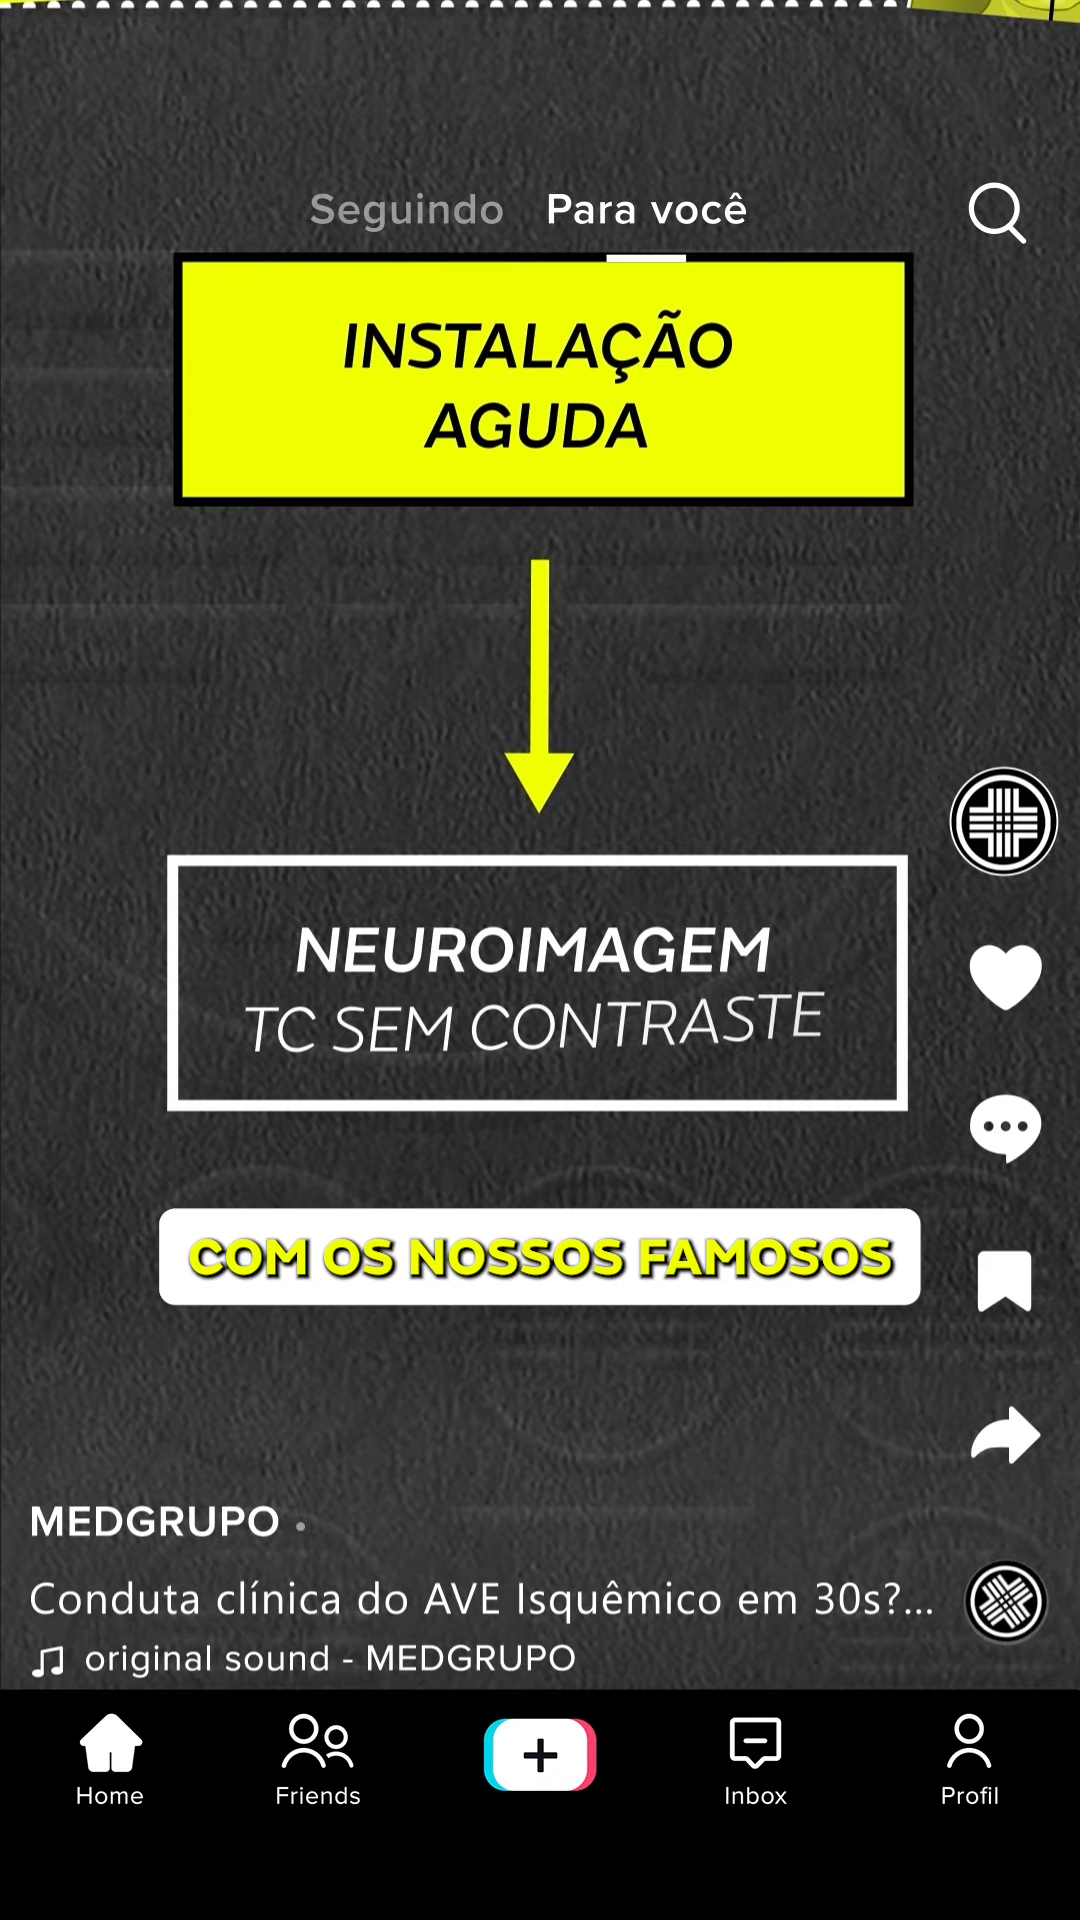 Seguindo Para você
INSTALAÇÃO
AGUDA
NEUROIMAGEM
TC SEM CONTRASTE
COM OS NOSSOS FAMOSOS
MEDGRUPO
Conduta clínica do AVE Isquêmico em 30s?...
original sound - MEDGRUPO
Home Friends Inbox Profil